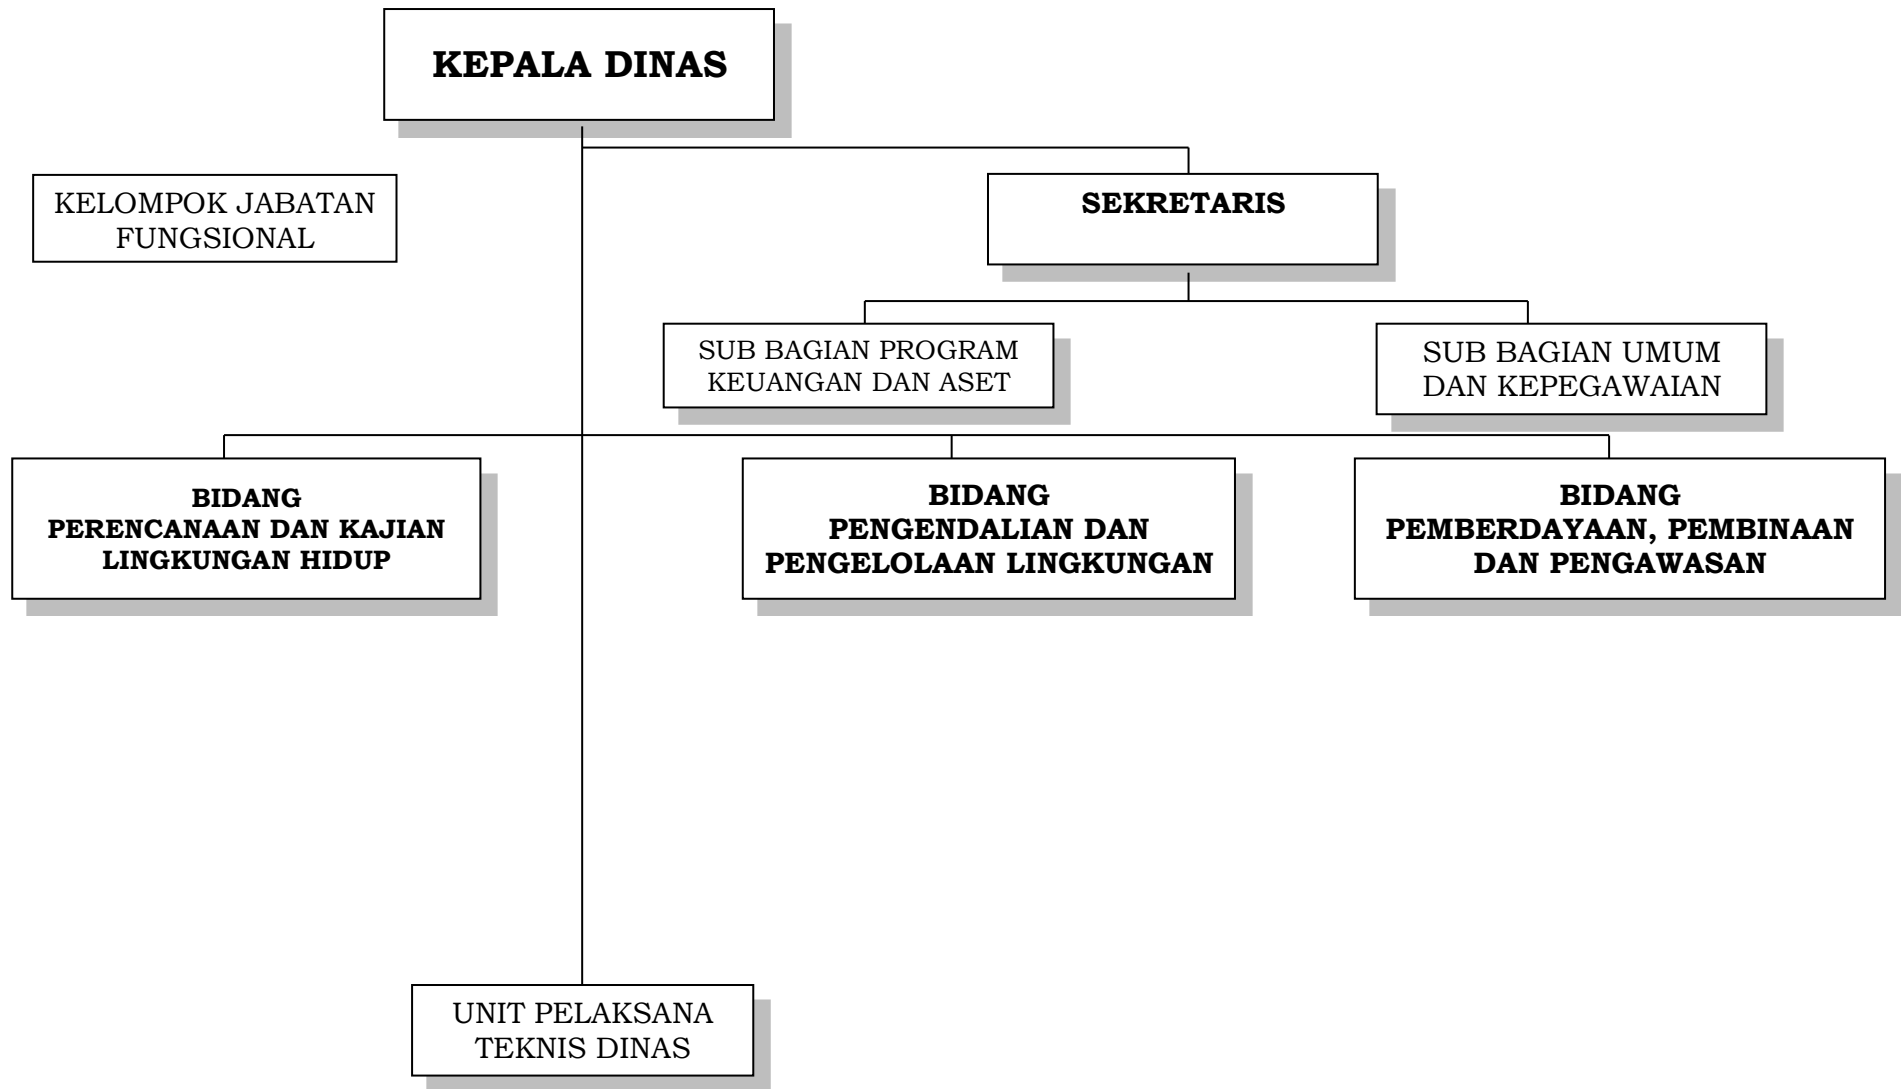 KEPALA DINAS
KELOMPOK JABATAN
FUNGSIONAL
SEKRETARIS
SUB BAGIAN PROGRAM
KEUANGAN DAN ASET
SUB BAGIAN UMUM
DAN KEPEGAWAIAN
BIDANG
PERENCANAAN DAN KAJIAN
LINGKUNGAN HIDUP
BIDANG
PENGENDALIAN DAN
PENGELOLAAN LINGKUNGAN
BIDANG
PEMBERDAYAAN, PEMBINAAN
DAN PENGAWASAN
UNIT PELAKSANA
TEKNIS DINAS